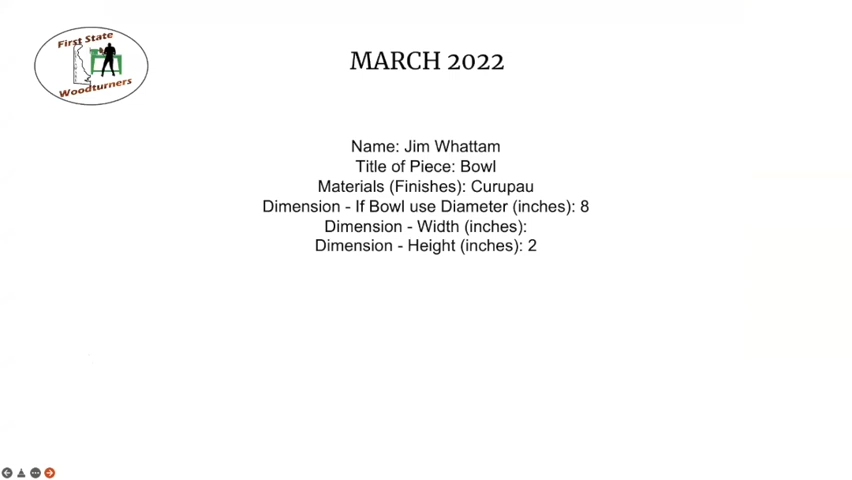 First State
Woodturners
MARCH 2022
Name: Jim Whattam
Title of Piece: Bowl
Materials (Finishes): Curupau
Dimension - If Bowl use Diameter (inches): 8
Dimension - Width (inches):
Dimension - Height (inches): 2